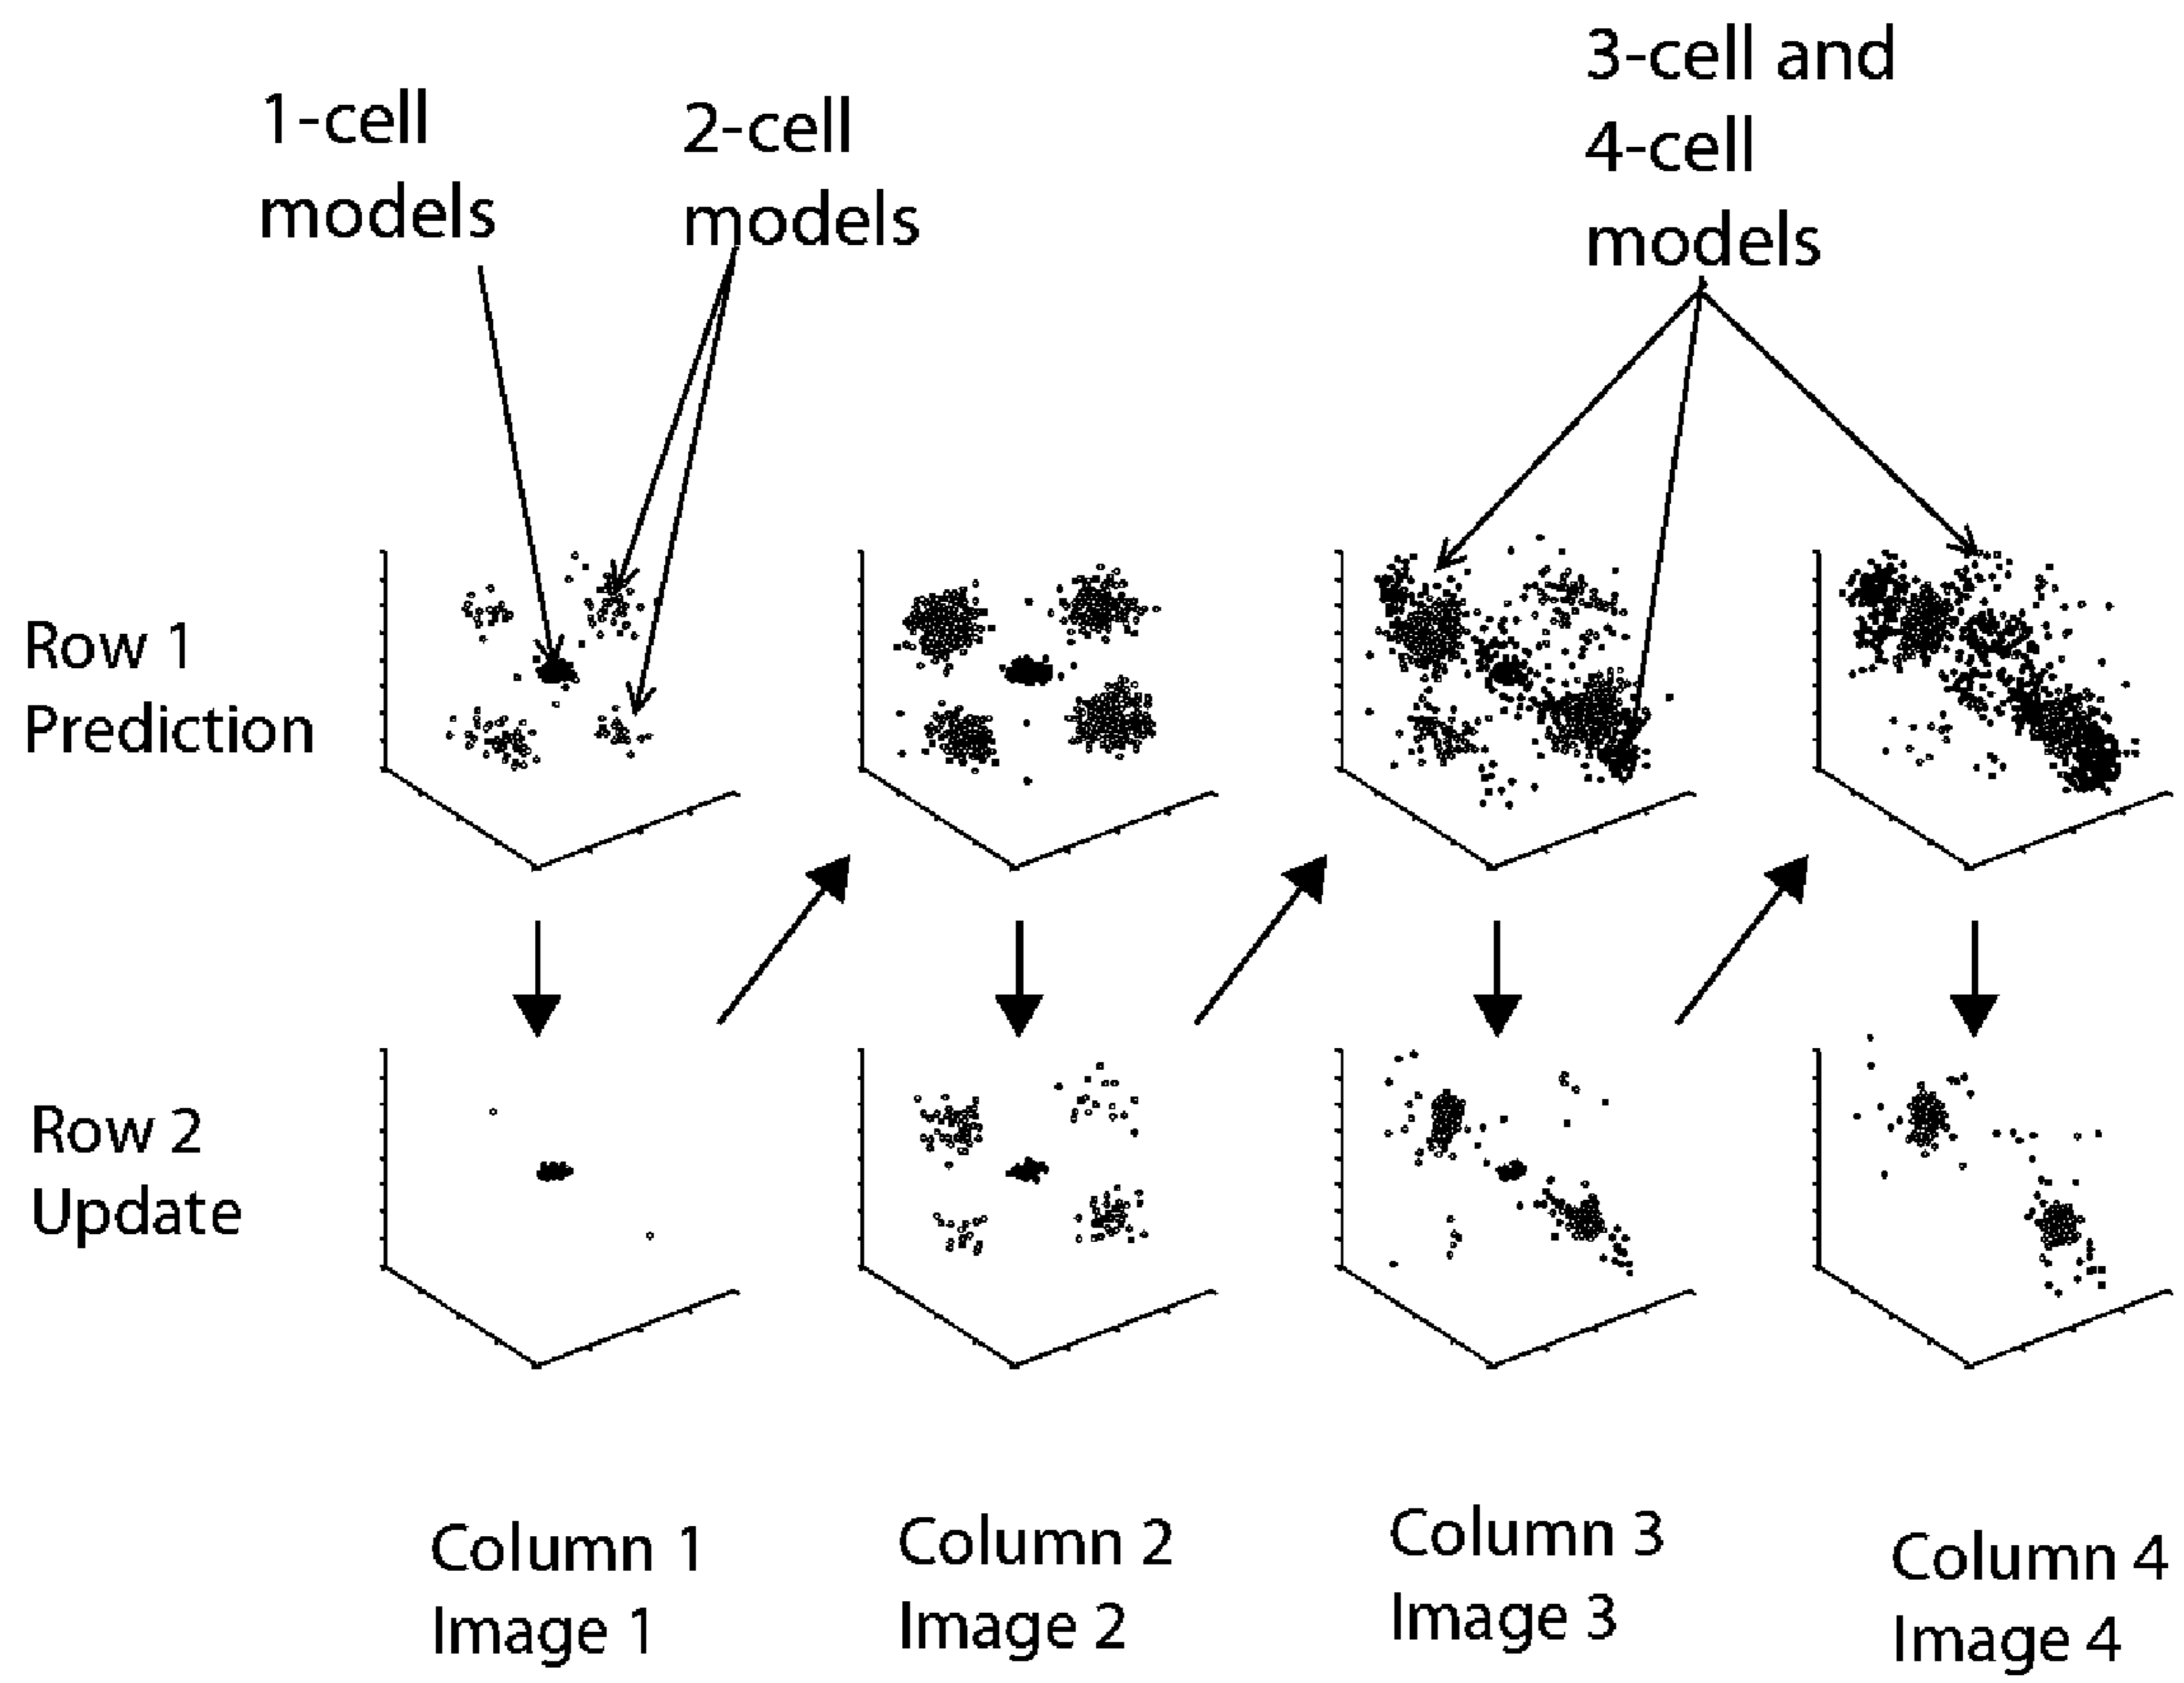 3-cell and
4-cell
models
1-cell
models
2-cell
models
Row 1
Prediction
Row 2
Update
Column 1
Image 1
Column 2
Image 2
Column 3
Image 3
Column 4
Image 4